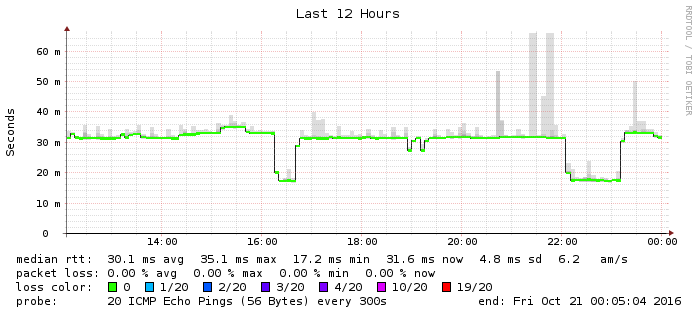 Last 12 Hours
RRDTOOL / TOBI OETIKER
Seconds
60 m
50 m
40 m
30 m
20 m
10 m
0
14:00 16:00 18:00 20:00 22:00 00:00
median rtt: 30.1 ms avg 35.1 ms max 17.2 ms min 31.6 ms now 4.8 ms sd 6.2 am/s
packet loss: 0.00 % avg 0.00 % max 0.00 % min 0.00 % now
loss color: 0 1/20 2/20 3/20 4/20 10/20 19/20
probe: 20 ICMP Echo Pings (56 Bytes) every 300s end: Fri Oct 21 00:05:04 2016